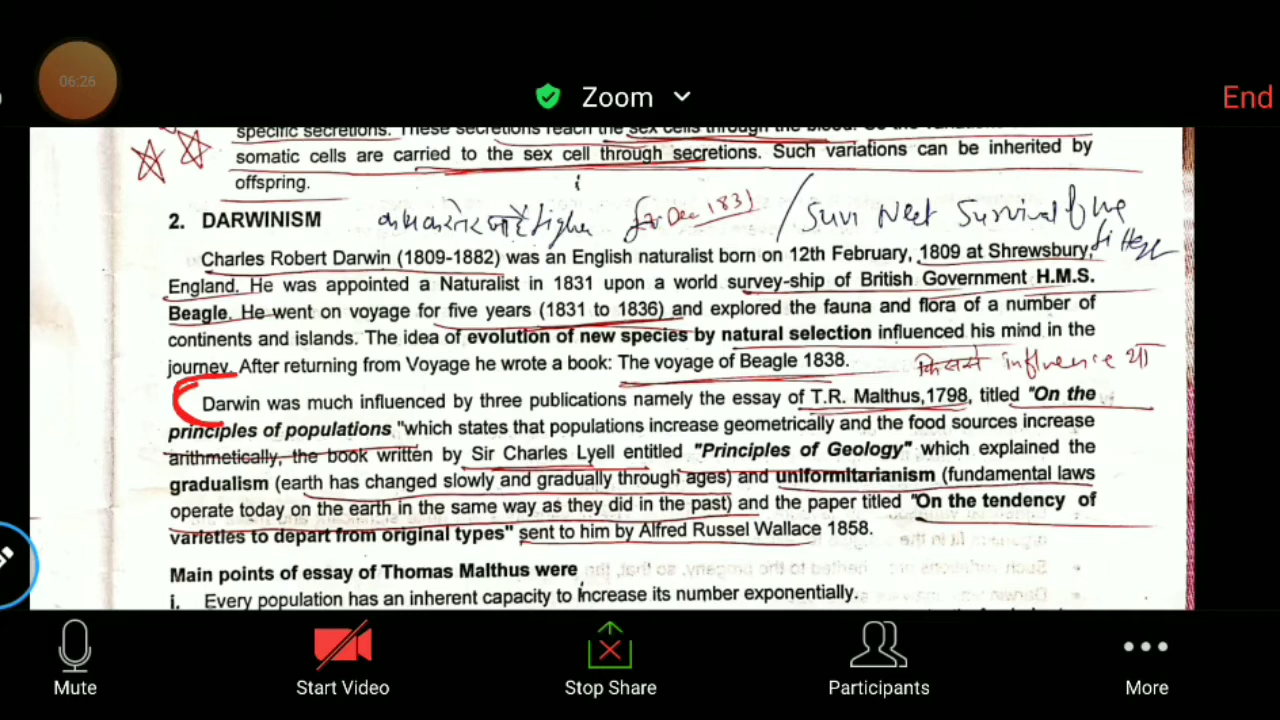 06:26
Zoom
End
specific secretions. These secretions reach the sex cells through the blood.
somatic cells are carried to the sex cell through secretions. Such variations can be inherited by
offspring.
2. DARWINISM
Dec 1831 / Survival of the
fittest
Charles Robert Darwin (1809-1882) was an English naturalist born on 12th February, 1809 at Shrewsbury,
England. He was appointed a Naturalist in 1831 upon a world survey-ship of British Government H.M.S.
Beagle. He went on voyage for five years (1831 to 1836) and explored the fauna and flora of a number of
continents and islands. The idea of evolution of new species by natural selection influenced his mind in the
journey. After returning from Voyage he wrote a book: The voyage of Beagle 1838.
influence था
Darwin was much influenced by three publications namely the essay of T.R. Malthus,1798, titled "On the
principles of populations "which states that populations increase geometrically and the food sources increase
arithmetically, the book written by Sir Charles Lyell entitled "Principles of Geology" which explained the
gradualism (earth has changed slowly and gradually through ages) and uniformitarianism (fundamental laws
operate today on the earth in the same way as they did in the past) and the paper titled "On the tendency of
varieties to depart from original types" sent to him by Alfred Russel Wallace 1858.
Main points of essay of Thomas Malthus were
i. Every population has an inherent capacity to increase its number exponentially.
Mute
Start Video
Stop Share
Participants
More